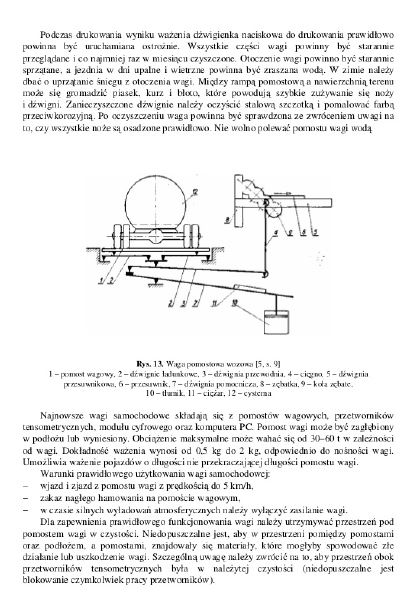 Podczas drukowania wyniku ważenia dźwigienka naciskowa do drukowania prawidłowo
powinna być uruchamiana ostrożnie. Wszystkie części wagi powinny być starannie
przeglądane i co najmniej raz w miesiącu czyszczone. Otoczenie wagi powinno być starannie
sprzątane, a jezdnia w dni upalne i wietrzne powinna być zraszana wodą. W zimie należy
dbać o uprzątanie śniegu z otoczenia wagi. Między rampą pomostową a nawierzchnią terenu
może się gromadzić piasek, kurz i błoto, które powodują szybkie zużywanie się noży
i dźwigni. Zanieczyszczone dźwignie należy oczyścić stalową szczotką i pomalować farbą
przeciwkorozyjną. Po oczyszczeniu waga powinna być sprawdzona ze zwróceniem uwagi na
to, czy wszystkie noże są osadzone prawidłowo. Nie wolno polewać pomostu wagi wodą.
12
8
4 9 6 5
1 2
2 3 7
11
10
Rys. 13. Waga pomostowa wozowa [5, s. 9]
1 – pomost wagowy, 2 – dźwignie ładunkowe, 3 – dźwignia przewodnia, 4 – cięgno, 5 – dźwignia
przesuwnikowa, 6 – przesuwnik, 7 – dźwignia pomocnicza, 8 – zębatka, 9 – koła zębate,
10 – tłumik, 11 – ciężar, 12 – cysterna
Najnowsze wagi samochodowe składają się z pomostów wagowych, przetworników
tensometrycznych, modułu cyfrowego oraz komputera PC. Pomost wagi może być zagłębiony
w podłożu lub wyniesiony. Obciążenie maksymalne może wahać się od 30–60 t w zależności
od wagi. Dokładność ważenia wynosi od 0,5 kg do 2 kg, odpowiednio do nośności wagi.
Umożliwia ważenie pojazdów o długości nie przekraczającej długości pomostu wagi.
Warunki prawidłowego użytkowania wagi samochodowej:
– wjazd i zjazd z pomostu wagi z prędkością do 5 km/h,
– zakaz nagłego hamowania na pomoście wagowym,
– w czasie silnych wyładowań atmosferycznych należy wyłączyć zasilanie wagi.
Dla zapewnienia prawidłowego funkcjonowania wagi należy utrzymywać przestrzeń pod
pomostem wagi w czystości. Niedopuszczalne jest, aby w przestrzeni pomiędzy pomostami
oraz podłożem, a pomostami, znajdowały się materiały, które mogłyby spowodować złe
działanie lub uszkodzenie wagi. Szczególną uwagę należy zwrócić na to, aby przestrzeń obok
przetworników tensometrycznych była w należytej czystości (niedopuszczalne jest
blokowanie czymkolwiek pracy przetworników).